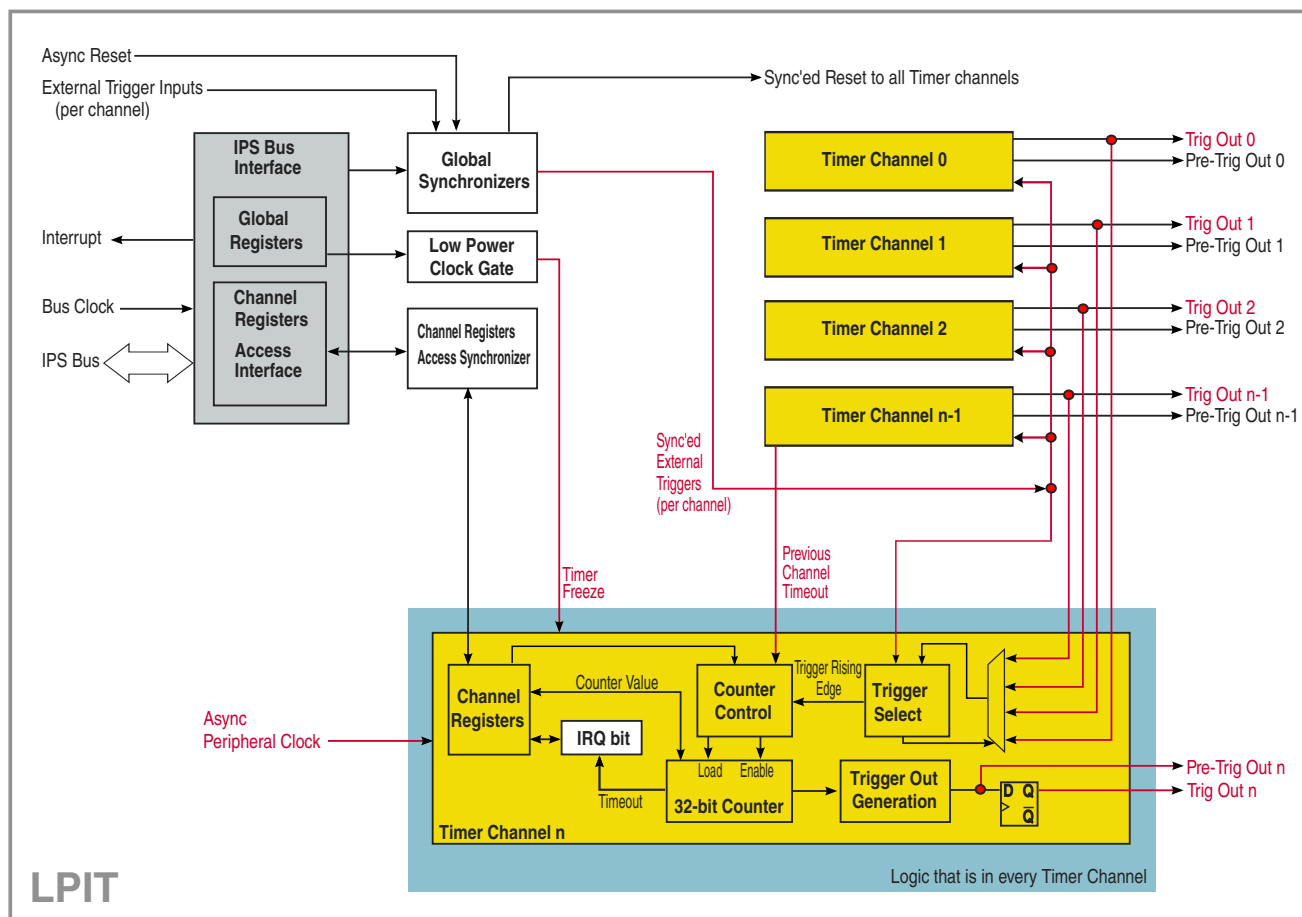 Async Reset
External Trigger Inputs
(per channel)
Sync'ed Reset to all Timer channels
IPS Bus
Interface
Global
Synchronizers
Timer Channel 0
Trig Out 0
Pre-Trig Out 0
Global
Registers
Interrupt
Low Power
Clock Gate
Timer Channel 1
Trig Out 1
Pre-Trig Out 1
Bus Clock
Channel
Registers
Access
Interface
IPS Bus
Channel Registers
Access Synchronizer
Timer Channel 2
Trig Out 2
Pre-Trig Out 2
Timer Channel n-1
Trig Out n-1
Pre-Trig Out n-1
Sync'ed
External
Triggers
(per channel)
Timer
Freeze
Previous
Channel
Timeout
Channel
Registers
Counter Value
Counter
Control
Trigger Rising
Edge
Trigger
Select
Async
Peripheral Clock
IRQ bit
Load
Enable
Timeout
32-bit Counter
Trigger Out
Generation
D Q
Q
Pre-Trig Out n
Trig Out n
Timer Channel n
Logic that is in every Timer Channel
LPIT